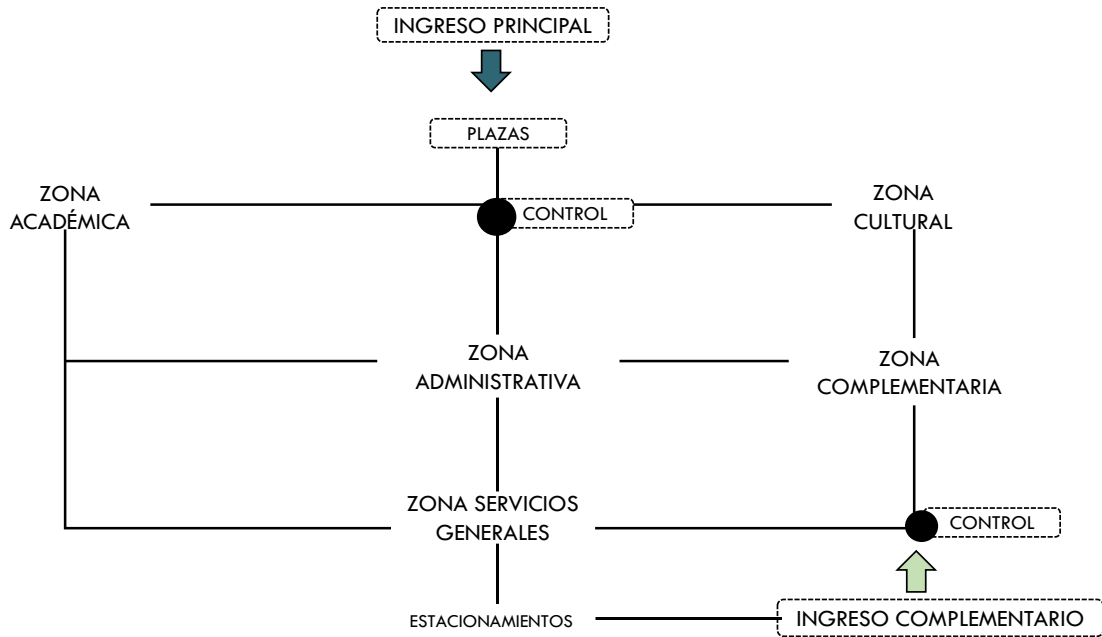 INGRESO PRINCIPAL
PLAZAS
ZONA
ACADÉMICA
CONTROL
ZONA
CULTURAL
ZONA
ADMINISTRATIVA
ZONA
COMPLEMENTARIA
ZONA SERVICIOS
GENERALES
CONTROL
ESTACIONAMIENTOS
INGRESO COMPLEMENTARIO